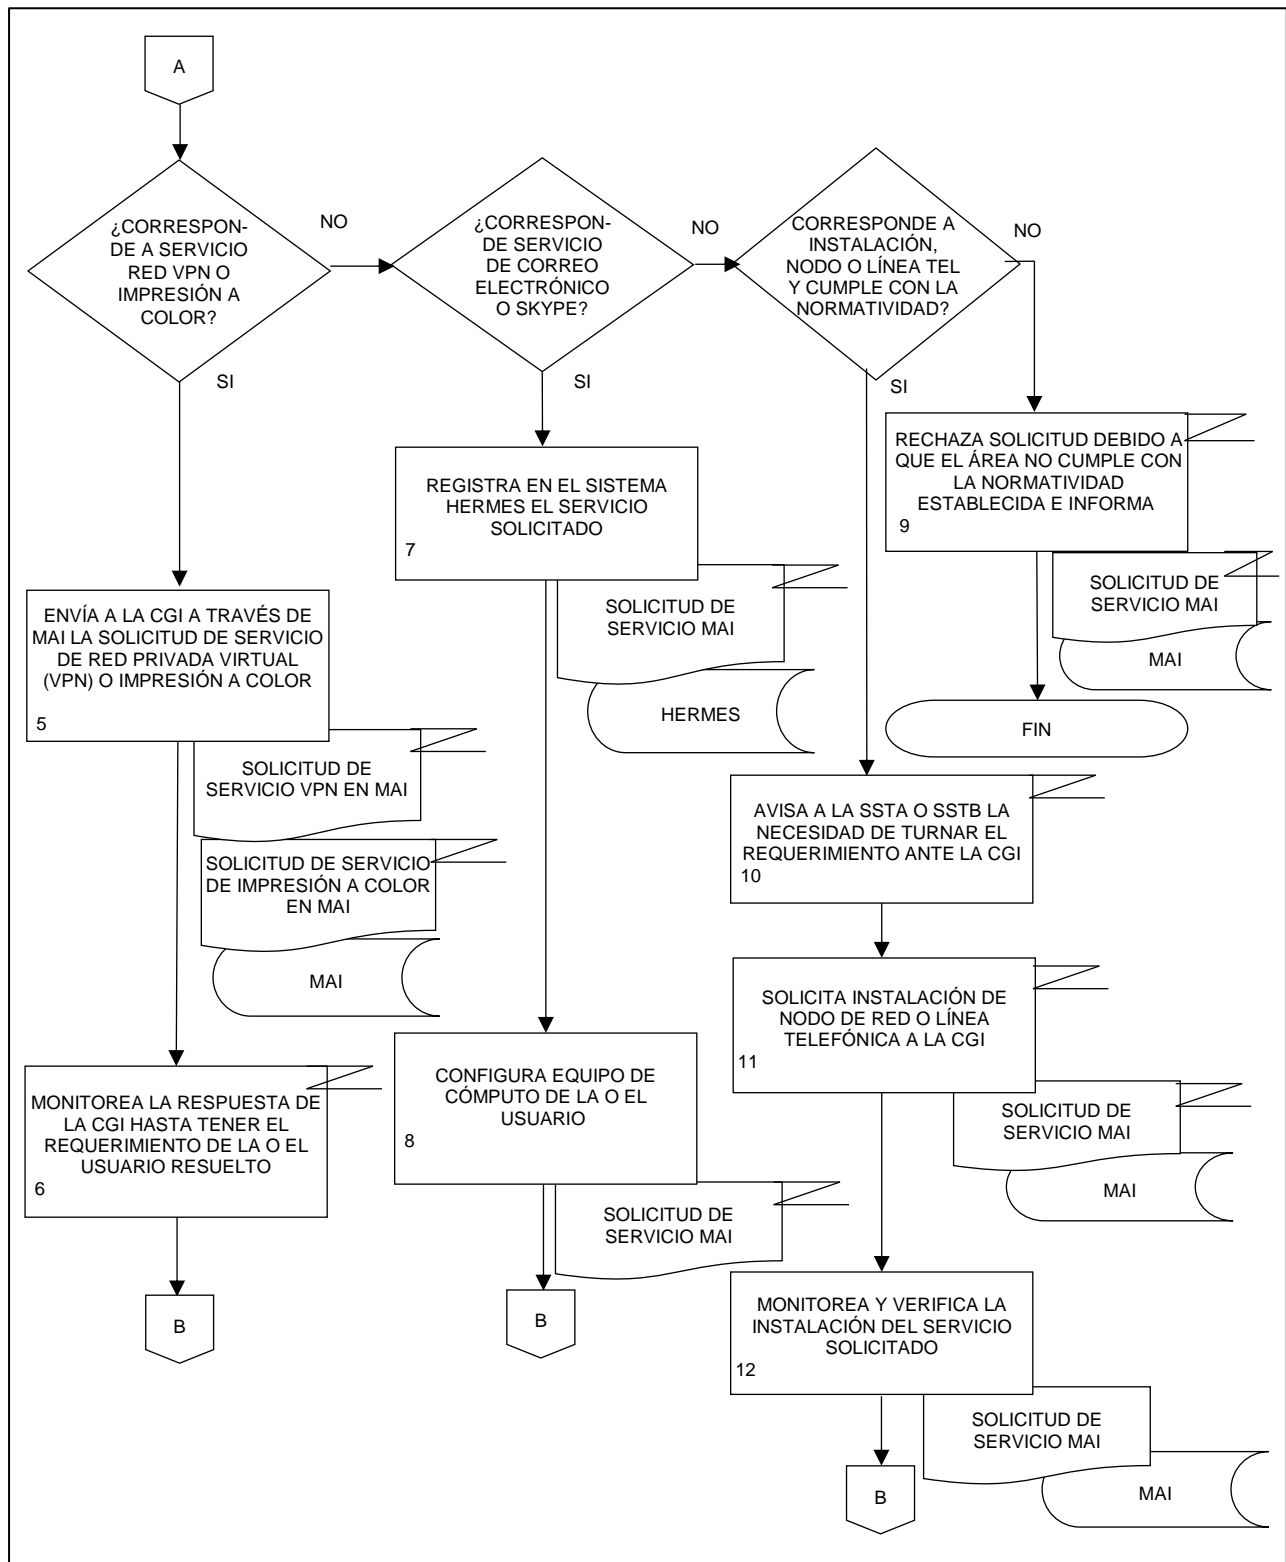 A
¿CORRESPON-
DE A SERVICIO
RED VPN O
IMPRESIÓN A
COLOR?
NO
SI
¿CORRESPON-
DE SERVICIO
DE CORREO
ELECTRÓNICO
O SKYPE?
NO
SI
CORRESPONDE A
INSTALACIÓN,
NODO O LÍNEA TEL
Y CUMPLE CON LA
NORMATIVIDAD?
NO
SI
RECHAZA SOLICITUD DEBIDO A
QUE EL ÁREA NO CUMPLE CON
LA NORMATIVIDAD
ESTABLECIDA E INFORMA
9
SOLICITUD DE
SERVICIO MAI
MAI
FIN
REGISTRA EN EL SISTEMA
HERMES EL SERVICIO
SOLICITADO
7
SOLICITUD DE
SERVICIO MAI
HERMES
ENVÍA A LA CGI A TRAVÉS DE
MAI LA SOLICITUD DE SERVICIO
DE RED PRIVADA VIRTUAL
(VPN) O IMPRESIÓN A COLOR
5
SOLICITUD DE
SERVICIO VPN EN MAI
SOLICITUD DE SERVICIO
DE IMPRESIÓN A COLOR
EN MAI
MAI
AVISA A LA SSTA O SSTB LA
NECESIDAD DE TURNAR EL
REQUERIMIENTO ANTE LA CGI
10
SOLICITA INSTALACIÓN DE
NODO DE RED O LÍNEA
TELEFÓNICA A LA CGI
11
SOLICITUD DE
SERVICIO MAI
MAI
MONITOREA LA RESPUESTA DE
LA CGI HASTA TENER EL
REQUERIMIENTO DE LA O EL
USUARIO RESUELTO
6
B
CONFIGURA EQUIPO DE
CÓMPUTO DE LA O EL
USUARIO
8
SOLICITUD DE
SERVICIO MAI
B
MONITOREA Y VERIFICA LA
INSTALACIÓN DEL SERVICIO
SOLICITADO
12
SOLICITUD DE
SERVICIO MAI
MAI
B